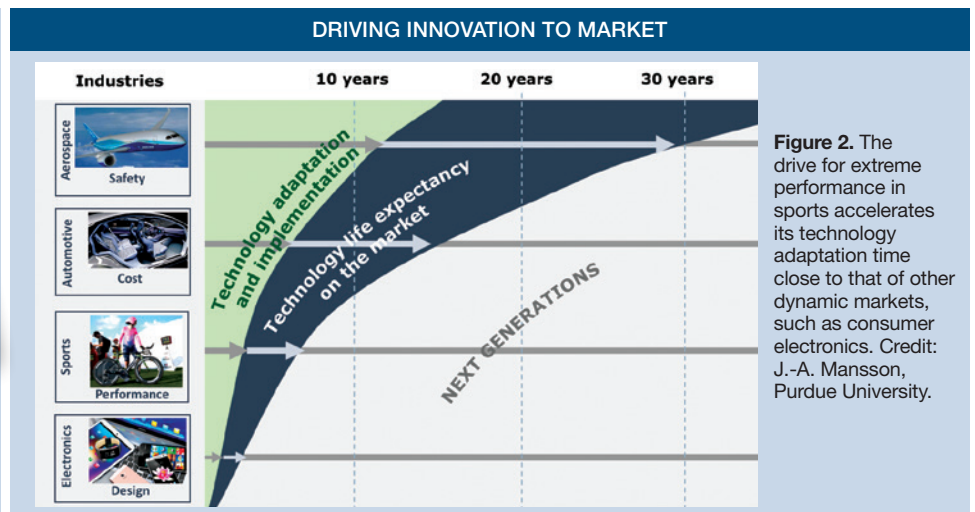 DRIVING INNOVATION TO MARKET
Industries
10 years
20 years
30 years
Aerospace
Safety
Automotive
Cost
Sports
Performance
Electronics
Design
Technology adaptation
and implementation
Technology life expectancy
on the market
NEXT GENERATIONS
Figure 2. The
drive for extreme
performance in
sports accelerates
its technology
adaptation time
close to that of other
dynamic markets,
such as consumer
electronics. Credit:
J.-A. Mansson,
Purdue University.